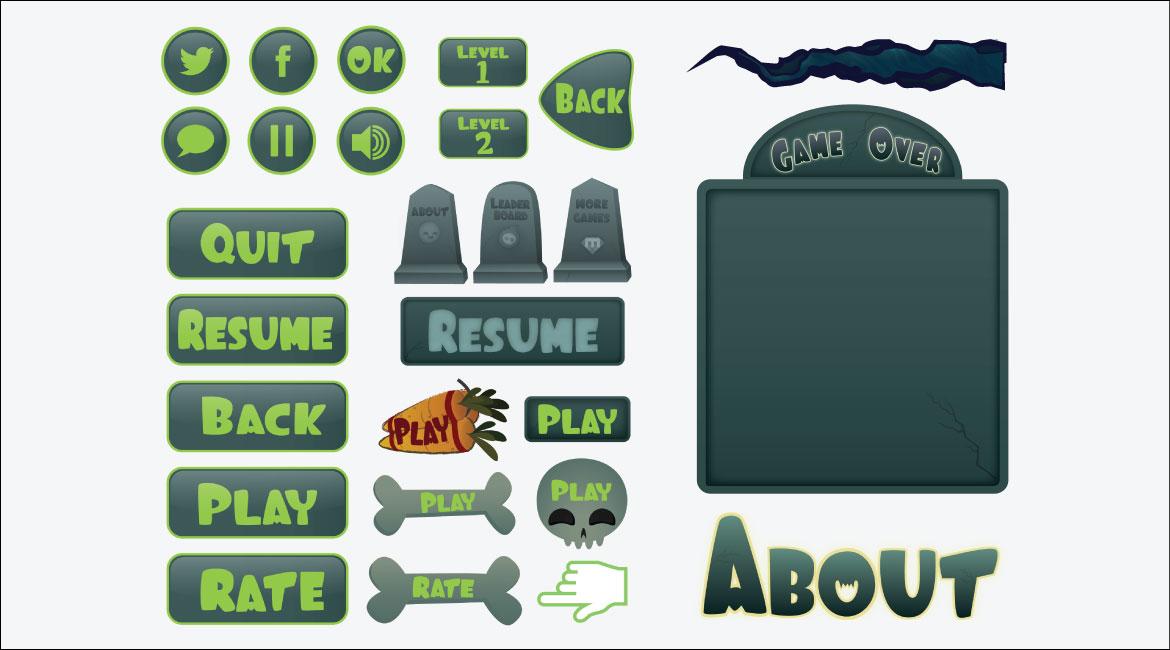 OK
LEVEL
1
LEVEL
2
BACK
GAME OVER
ABOUT
LEADER
BOARD
MORE
GAMES
QUIT
RESUME
RESUME
BACK
PLAY
PLAY
PLAY
PLAY
PLAY
RATE
RATE
ABOUT